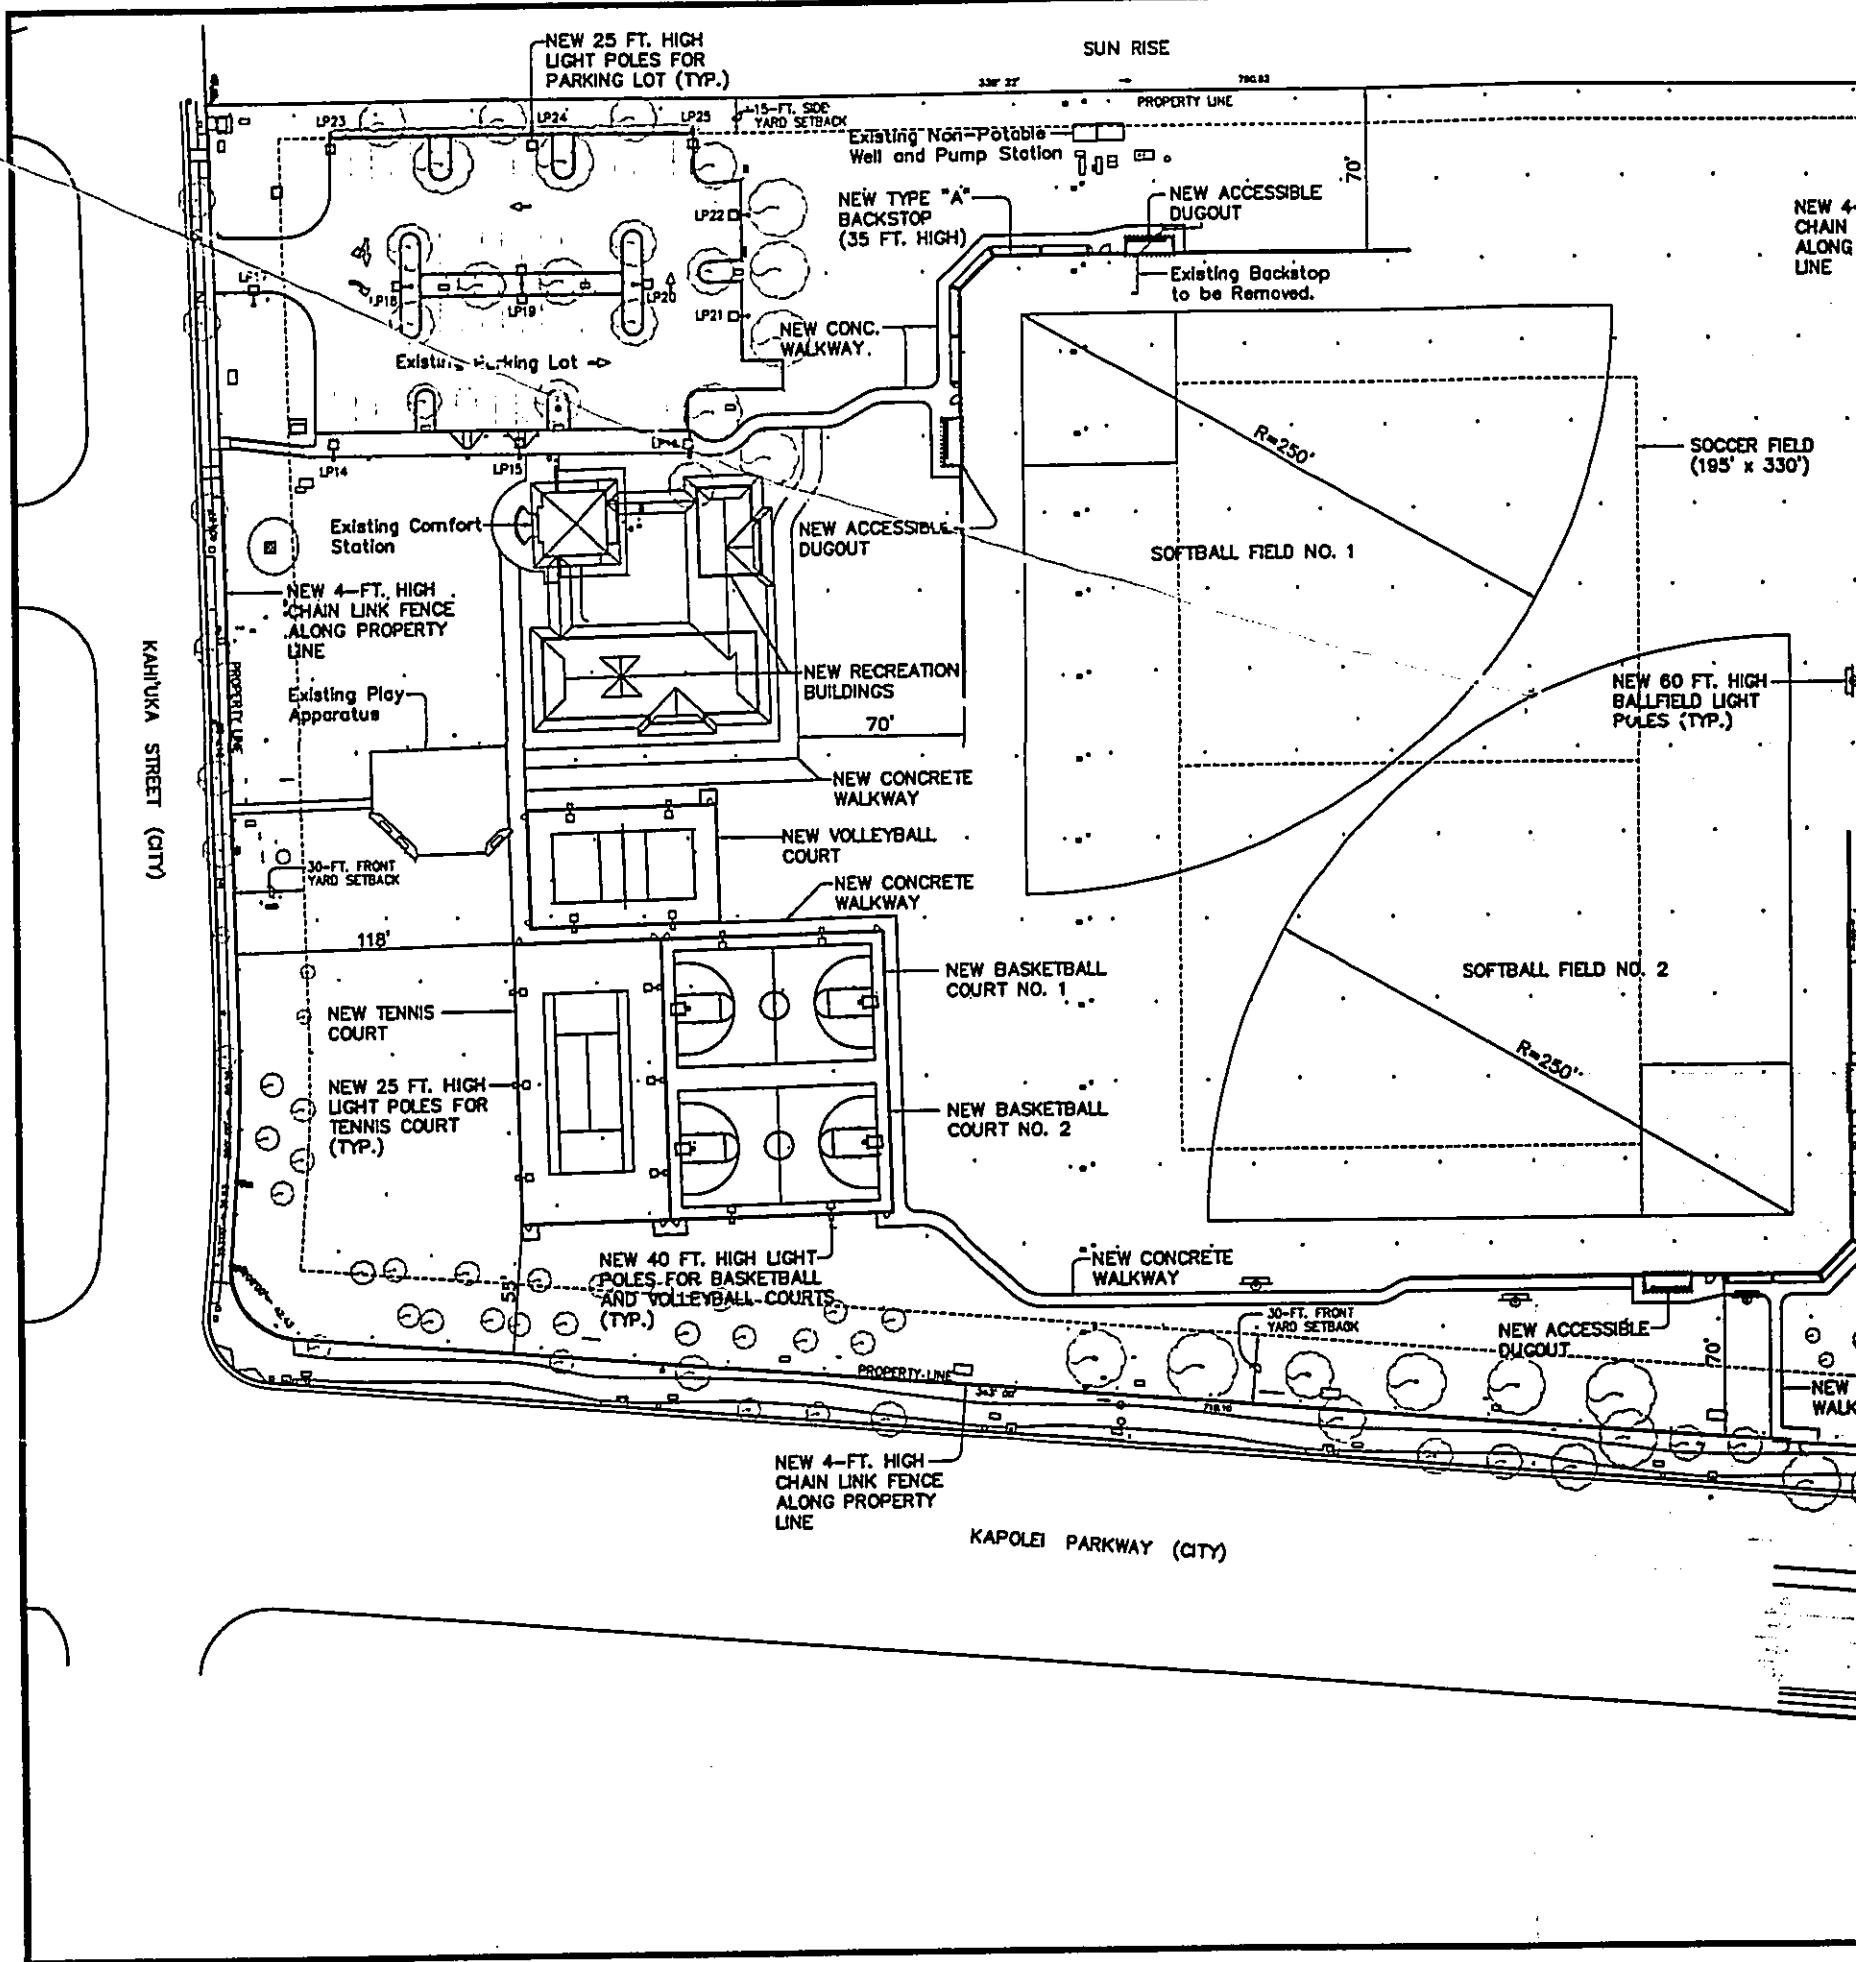 NEW 25 FT. HIGH
LIGHT POLES FOR
PARKING LOT (TYP.)
SUN RISE
790.82
PROPERTY LINE
15-FT. SIDE
YARD SETBACK
LP23
LP24
LP25
Existing Non-Potable
Well and Pump Station
70'
NEW TYPE "A"
BACKSTOP
(35 FT. HIGH)
NEW ACCESSIBLE
DUGOUT
NEW 4-
CHAIN
ALONG
LINE
LP22
Existing Backstop
to be Removed.
LP17
LP18
LP19
LP20
LP21
NEW CONC.
WALKWAY
Parking Lot
R=250'
SOCCER FIELD
(195' x 330')
LP14
LP15
Existing Comfort
Station
NEW ACCESSIBLE
DUGOUT
SOFTBALL FIELD NO. 1
NEW 4-FT. HIGH
CHAIN LINK FENCE
ALONG PROPERTY
LINE
KAHI'UKA STREET (CITY)
PROPERTY LINE
NEW RECREATION
BUILDINGS
NEW 60 FT. HIGH
BALLFIELD LIGHT
POLES (TYP.)
Existing Play
Apparatus
70'
NEW CONCRETE
WALKWAY
NEW VOLLEYBALL
COURT
30-FT. FRONT
YARD SETBACK
NEW CONCRETE
WALKWAY
118'
NEW BASKETBALL
COURT NO. 1
SOFTBALL FIELD NO. 2
NEW TENNIS
COURT
R=250'
NEW 25 FT. HIGH
LIGHT POLES FOR
TENNIS COURT
(TYP.)
NEW BASKETBALL
COURT NO. 2
NEW 40 FT. HIGH LIGHT
POLES FOR BASKETBALL
AND VOLLEYBALL COURTS
(TYP.)
55'
NEW CONCRETE
WALKWAY
30-FT. FRONT
YARD SETBACK
NEW ACCESSIBLE
DUGOUT
70'
PROPERTY LINE
NEW
WALK
NEW 4-FT. HIGH
CHAIN LINK FENCE
ALONG PROPERTY
LINE
KAPOLEI PARKWAY (CITY)